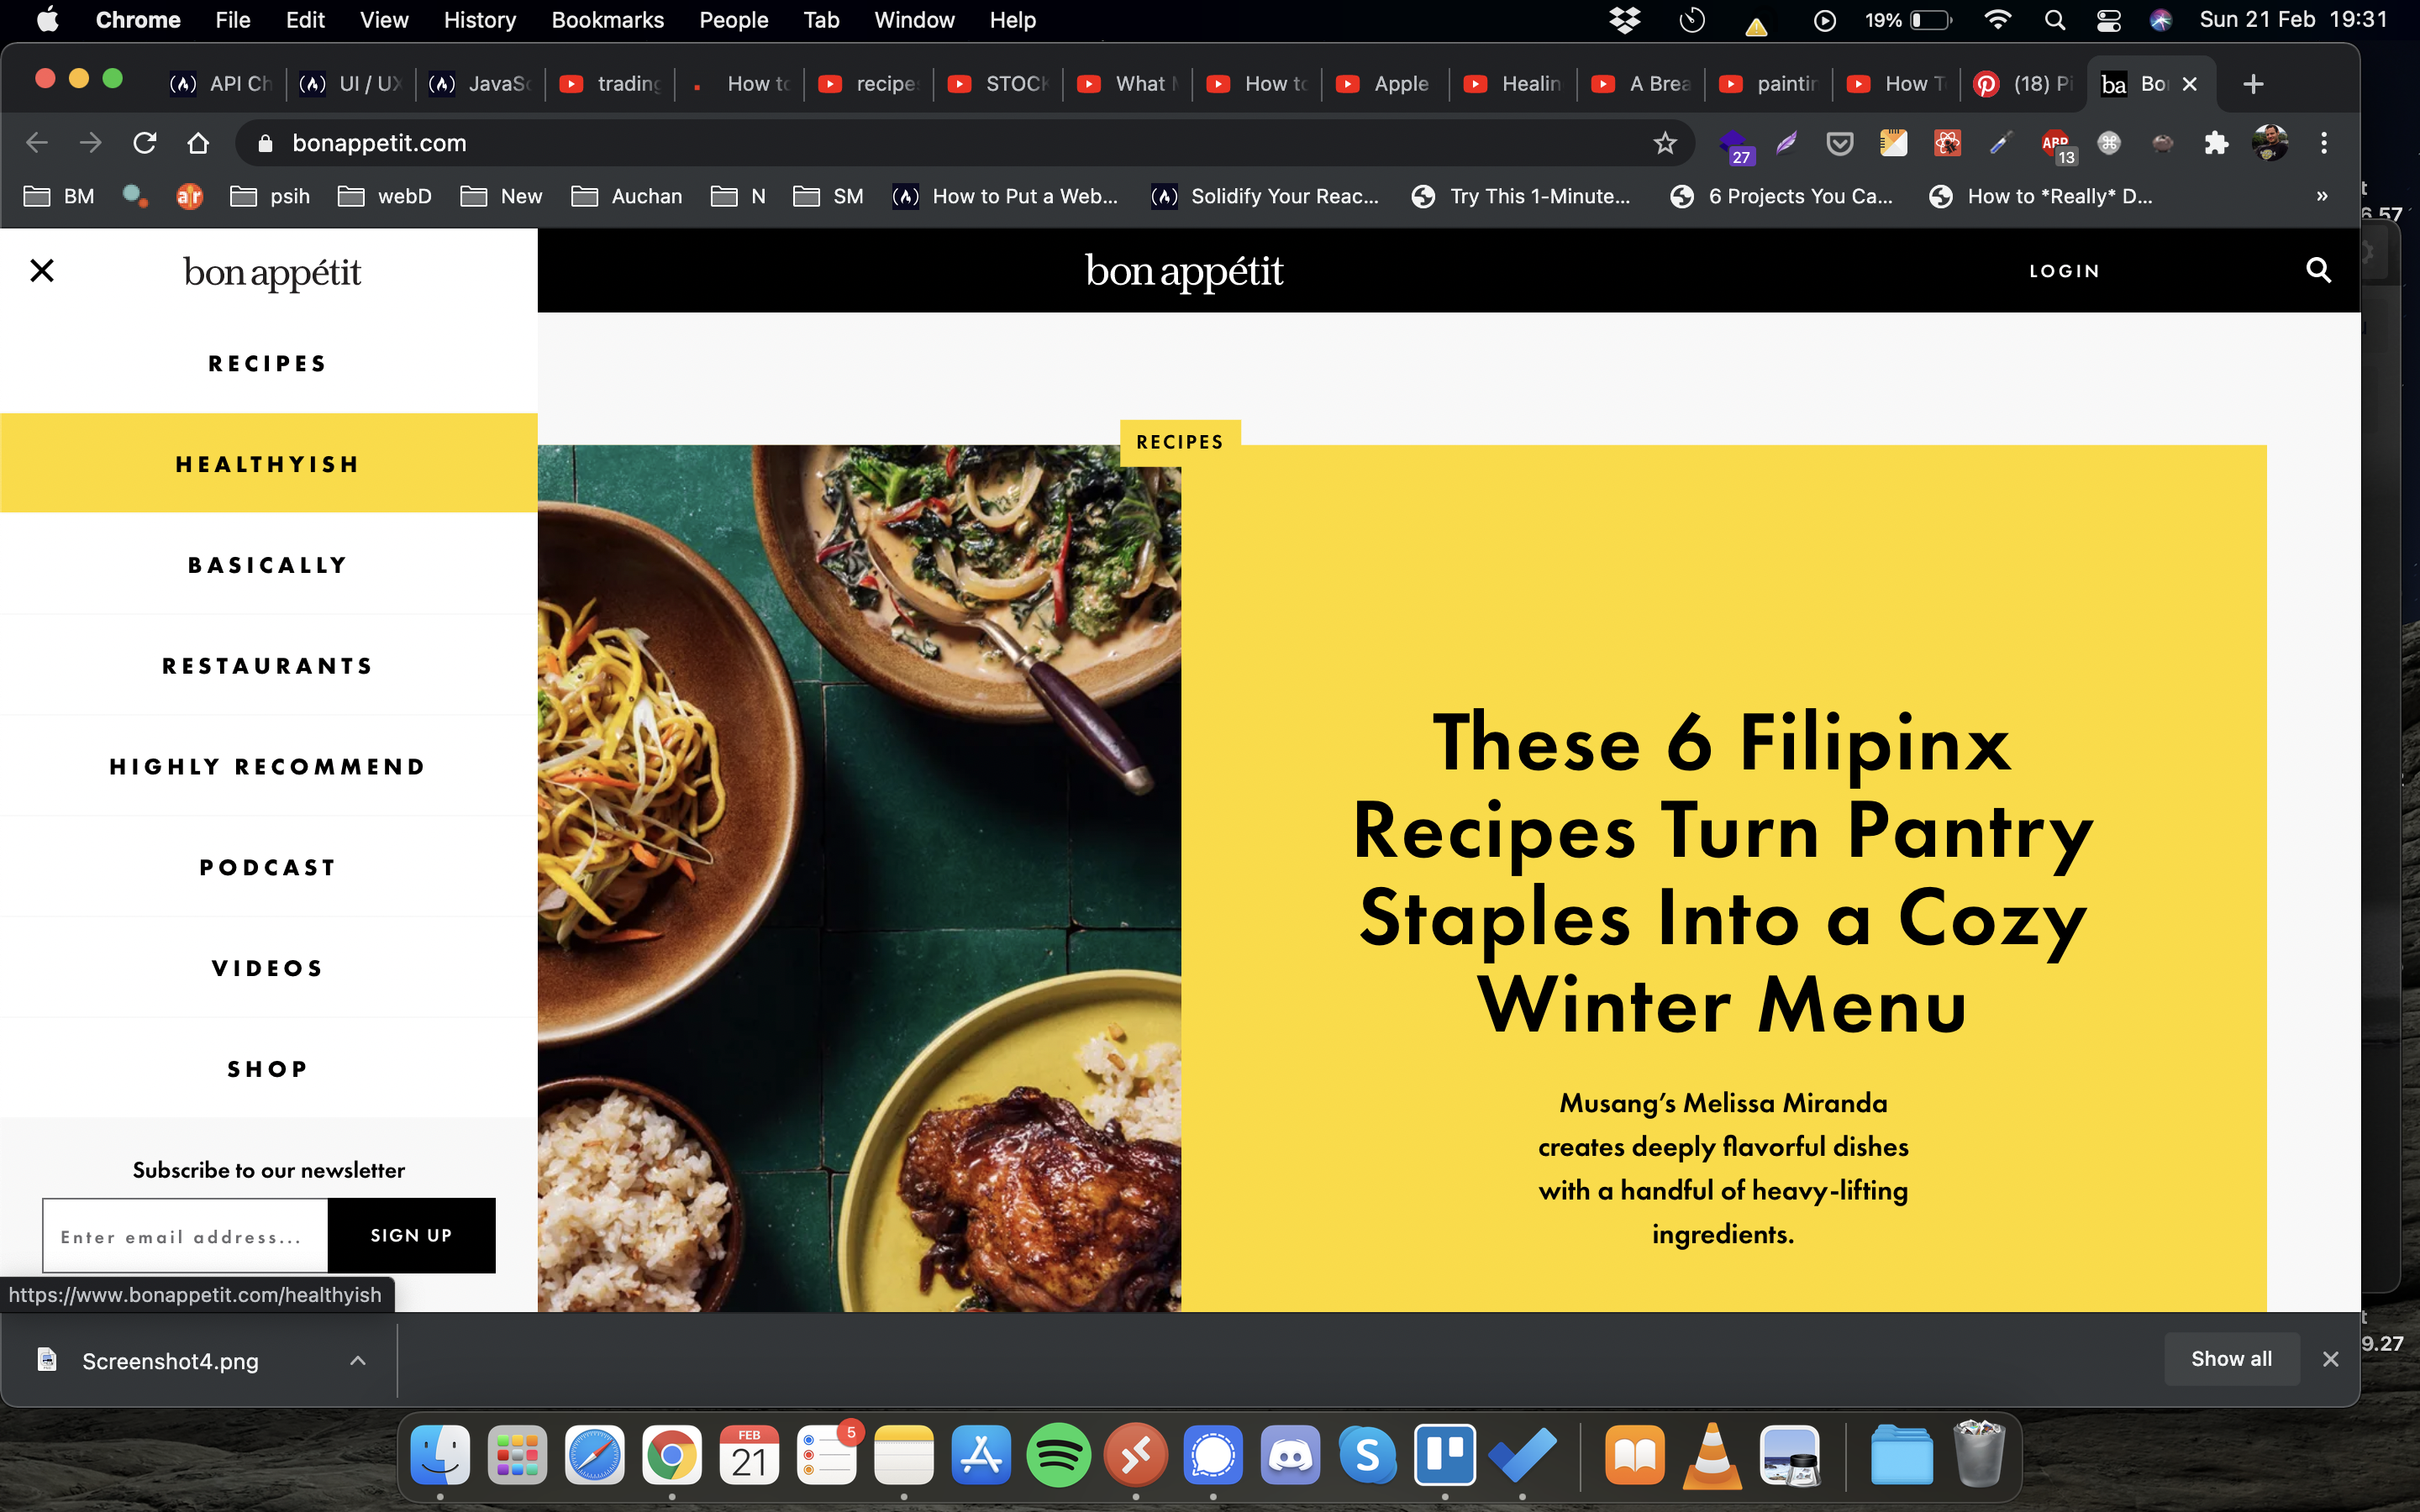 Chrome File Edit View History Bookmarks People Tab Window Help 19% Sun 21 Feb 19:31
API Ch UI / UX JavaSc trading How to recipe STOCK What How to Apple Healin A Brea paintin How T (18) Pi Bo
bonappetit.com 27 ABP 13
BM psih webD New Auchan N SM How to Put a Web... Solidify Your Reac... Try This 1-Minute... 6 Projects You Ca... How to *Really* D... »
bon appétit
RECIPES
HEALTHYISH
BASICALLY
RESTAURANTS
HIGHLY RECOMMEND
PODCAST
VIDEOS
SHOP
Subscribe to our newsletter
Enter email address... SIGN UP
https://www.bonappetit.com/healthyish
bon appétit LOGIN
RECIPES
These 6 Filipinx
Recipes Turn Pantry
Staples Into a Cozy
Winter Menu
Musang's Melissa Miranda
creates deeply flavorful dishes
with a handful of heavy-lifting
ingredients.
Screenshot4.png Show all
9.27
FEB
21
5